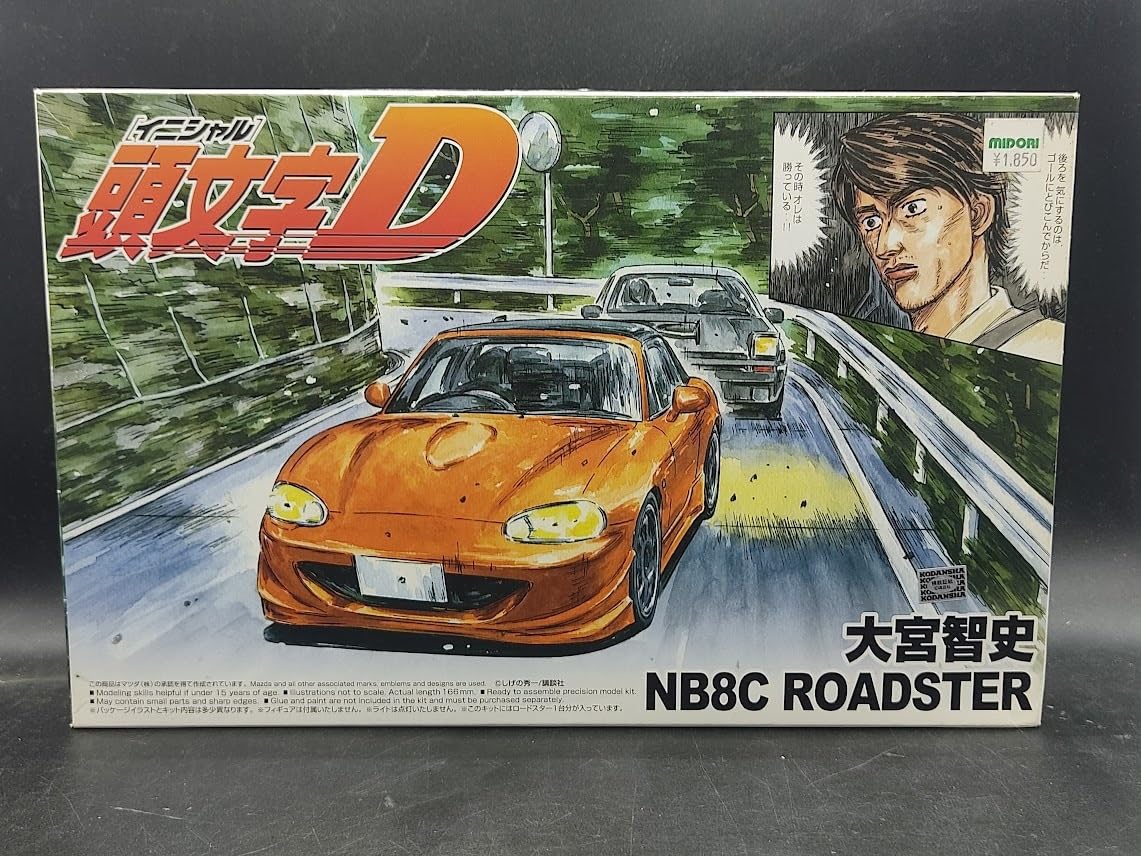 [イニシャル]
頭文字D
MIDORI
¥1,850
後ろを 気にするのは、
ゴールにとびこんでからだ…
その時 オレは
勝っている…!!
KODANSHA
KODANSHA
大宮智史
NB8C ROADSTER
この商品はマツダ(株)の承認を得て作成されています。Mazda and all other associated marks, emblems and designs are used. ©しげの秀一/講談社
■ Modeling skills helpful if under 15 years of age. ■ Illustrations not to scale. Actual length 166mm. ■ Ready to assemble precision model kit.
■ May contain small parts and sharp edges. ■ Glue and paint are not included in the kit and must be purchased separately.
※パッケージイラストとキット内容は多少異なります。※フィギュアは付属いたしません。※ライトは点灯いたしません。※このキットにはロードスター1台分が入っています。